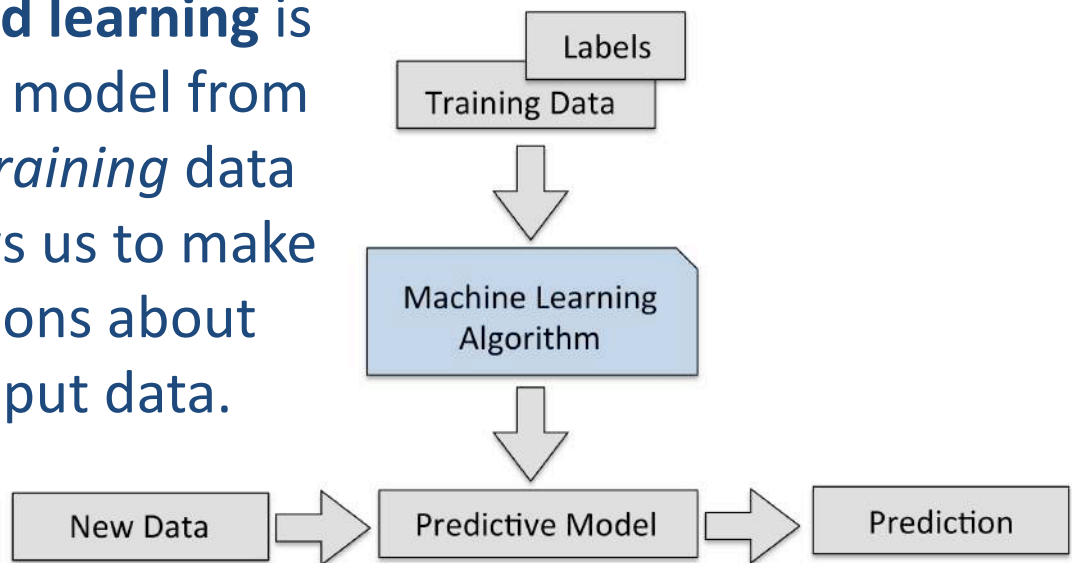 d learning is
model from
raining data
s us to make
ons about
put data.
Labels
Training Data
Machine Learning
Algorithm
New Data
Predictive Model
Prediction